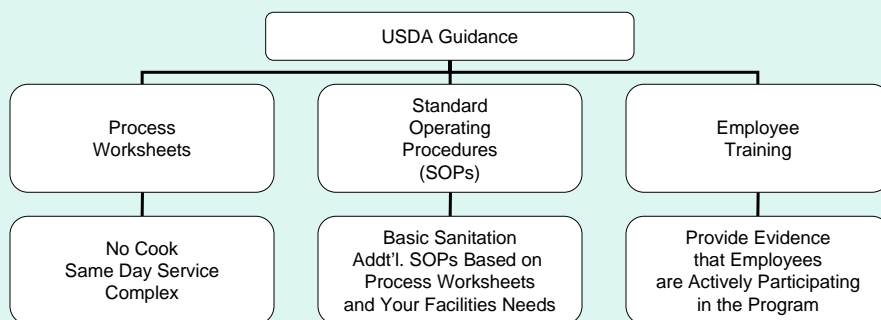 USDA Guidance
Process
Worksheets
Standard
Operating
Procedures
(SOPs)
Employee
Training
No Cook
Same Day Service
Complex
Basic Sanitation
Addt’l. SOPs Based on
Process Worksheets
and Your Facilities Needs
Provide Evidence
that Employees
are Actively Participating
in the Program